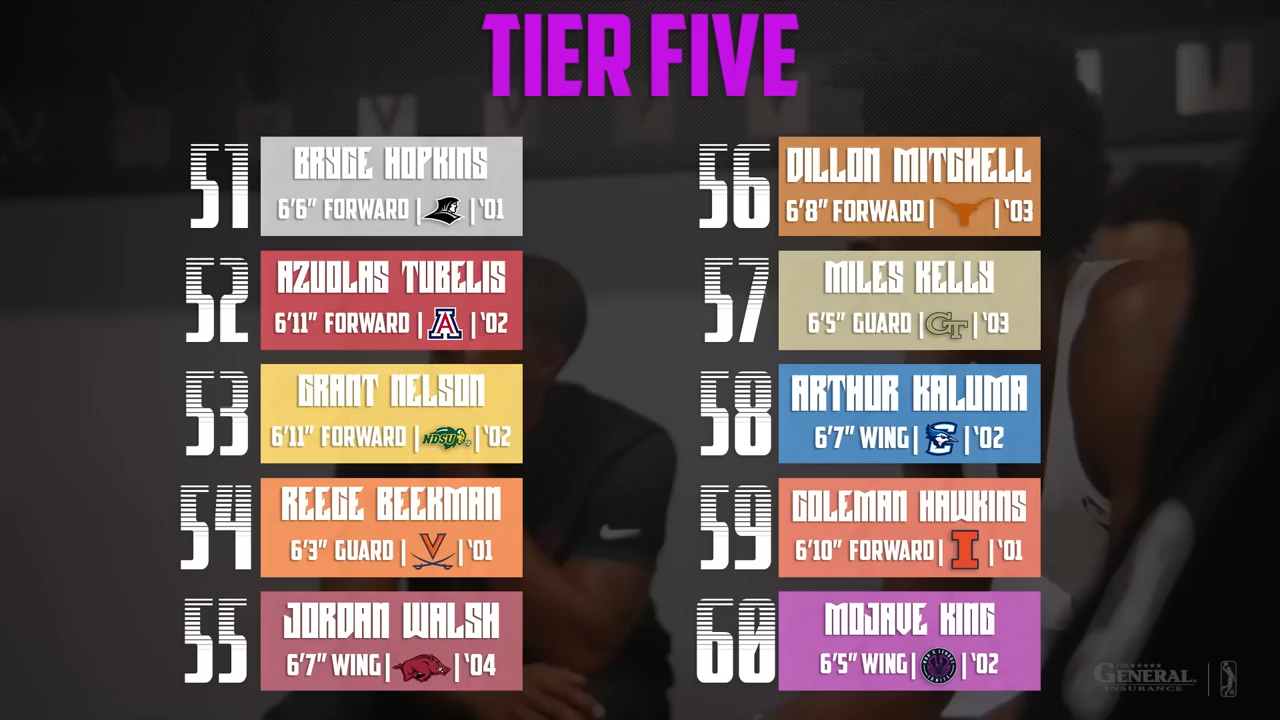 TIER FIVE
51
BRYCE HOPKINS
6'6" FORWARD | | '01
52
AZUOLAS TUBELIS
6'11" FORWARD | A | '02
53
GRANT NELSON
6'11" FORWARD | NDSU | '02
54
REECE BEEKMAN
6'3" GUARD | V | '01
55
JORDAN WALSH
6'7" WING | | '04
56
DILLON MITCHELL
6'8" FORWARD | | '03
57
MILES KELLY
6'5" GUARD | GT | '03
58
ARTHUR KALUMA
6'7" WING | C | '02
59
COLEMAN HAWKINS
6'10" FORWARD | I | '01
60
MOJAVE KING
6'5" WING | | '02
THE GENERAL
INSURANCE